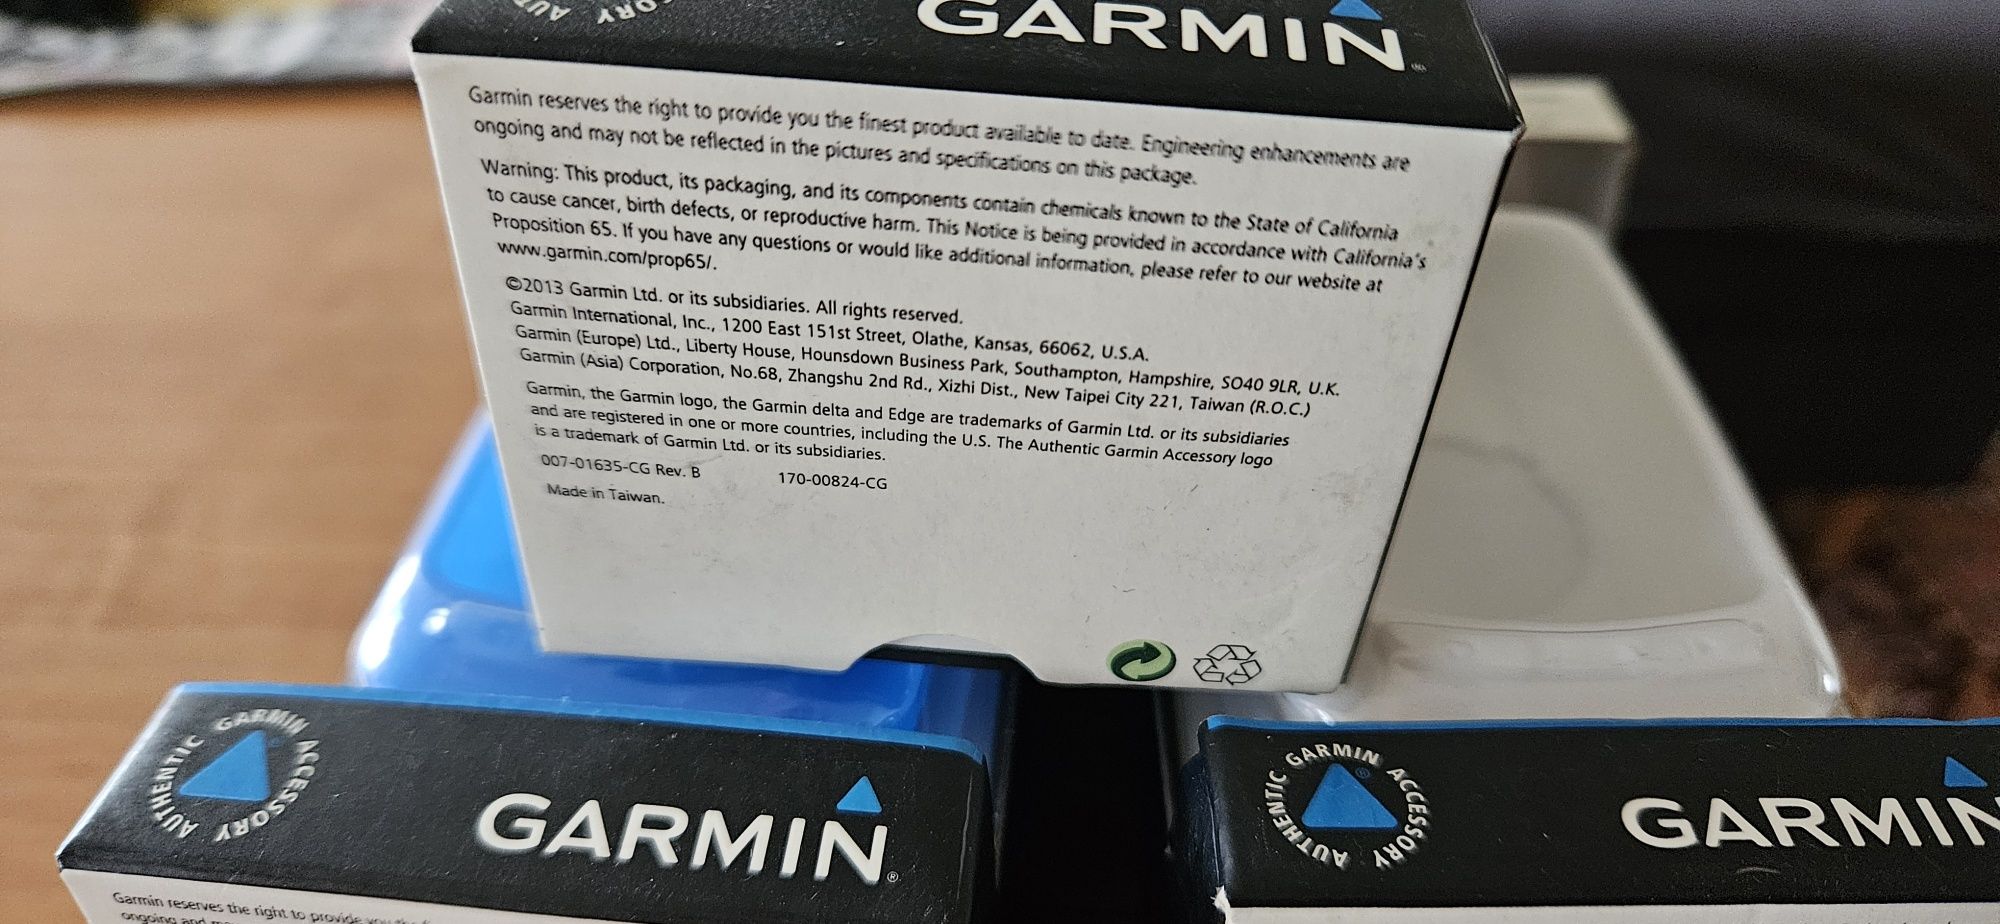 AUTHENTIC GARMIN ACCESSORY
GARMIN
Garmin reserves the right to provide you the finest product available to date. Engineering enhancements are
ongoing and may not be reflected in the pictures and specifications on this package.
Warning: This product, its packaging, and its components contain chemicals known to the State of California
to cause cancer, birth defects, or reproductive harm. This Notice is being provided in accordance with California's
Proposition 65. If you have any questions or would like additional information, please refer to our website at
www.garmin.com/prop65/.
©2013 Garmin Ltd. or its subsidiaries. All rights reserved.
Garmin International, Inc., 1200 East 151st Street, Olathe, Kansas, 66062, U.S.A.
Garmin (Europe) Ltd., Liberty House, Hounsdown Business Park, Southampton, Hampshire, SO40 9LR, U.K.
Garmin (Asia) Corporation, No.68, Zhangshu 2nd Rd., Xizhi Dist., New Taipei City 221, Taiwan (R.O.C.)
Garmin, the Garmin logo, the Garmin delta and Edge are trademarks of Garmin Ltd. or its subsidiaries
and are registered in one or more countries, including the U.S. The Authentic Garmin Accessory logo
is a trademark of Garmin Ltd. or its subsidiaries.
007-01635-CG Rev. B 170-00824-CG
Made in Taiwan.
AUTHENTIC GARMIN ACCESSORY
GARMIN®
Garmin reserves the right to provide
ongoing and
AUTHENTIC GARMIN ACCESSORY
GARMIN